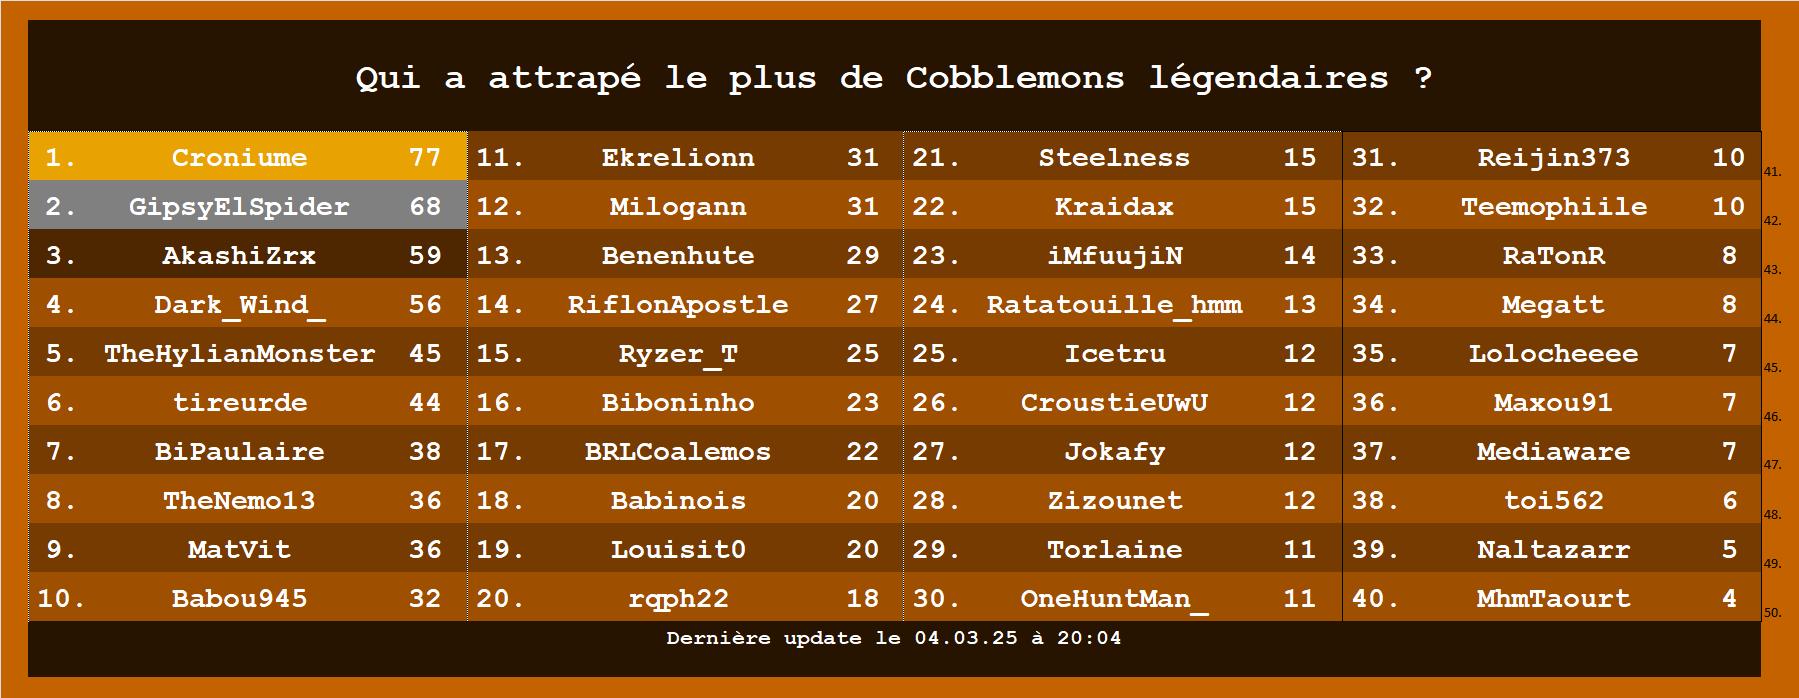 Qui a attrapé le plus de Cobblemons légendaires ?
1. Croniume 77
2. GipsyElSpider 68
3. AkashiZrx 59
4. Dark_Wind_ 56
5. TheHylianMonster 45
6. tireurde 44
7. BiPaulaire 38
8. TheNemo13 36
9. MatVit 36
10. Babou945 32
11. Ekrelionn 31
12. Milogann 31
13. Benenhute 29
14. RiflonApostle 27
15. Ryzer_T 25
16. Biboninho 23
17. BRLCoalemos 22
18. Babinois 20
19. Louisit0 20
20. rqph22 18
21. Steelness 15
22. Kraidax 15
23. iMfuujiN 14
24. Ratatouille_hmm 13
25. Icetru 12
26. CroustieUwU 12
27. Jokafy 12
28. Zizounet 12
29. Torlaine 11
30. OneHuntMan_ 11
31. Reijin373 10
32. Teemophiile 10
33. RaTonR 8
34. Megatt 8
35. Lolocheeee 7
36. Maxou91 7
37. Mediaware 7
38. toi562 6
39. Naltazarr 5
40. MhmTaourt 4
41.
42.
43.
44.
45.
46.
47.
48.
49.
50.
Dernière update le 04.03.25 à 20:04